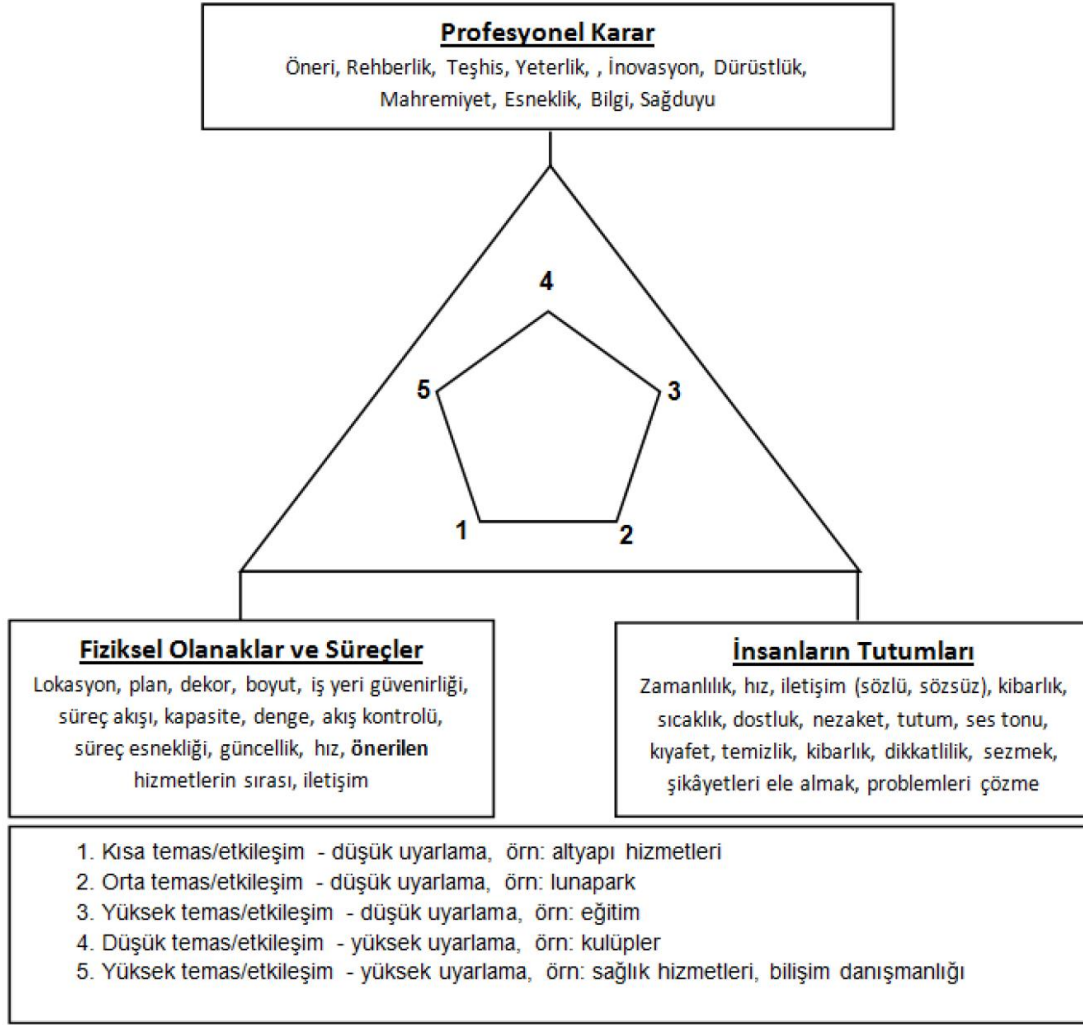 Profesyonel Karar
Öneri, Rehberlik, Teşhis, Yeterlik, , İnovasyon, Dürüstlük,
Mahremiyet, Esneklik, Bilgi, Sağduyu
4
5
3
1
2
Fiziksel Olanaklar ve Süreçler
Lokasyon, plan, dekor, boyut, iş yeri güvenirliği,
süreç akışı, kapasite, denge, akış kontrolü,
süreç esnekliği, güncellik, hız, önerilen
hizmetlerin sırası, iletişim
İnsanların Tutumları
Zamanlılık, hız, iletişim (sözlü, sözsüz), kibarlık,
sıcaklık, dostluk, nezaket, tutum, ses tonu,
kıyafet, temizlik, kibarlık, dikkatlilik, sezmek,
şikâyetleri ele almak, problemleri çözme
1. Kısa temas/etkileşim - düşük uyarlama, örn: altyapı hizmetleri
2. Orta temas/etkileşim - düşük uyarlama, örn: lunapark
3. Yüksek temas/etkileşim - düşük uyarlama, örn: eğitim
4. Düşük temas/etkileşim - yüksek uyarlama, örn: kulüpler
5. Yüksek temas/etkileşim - yüksek uyarlama, örn: sağlık hizmetleri, bilişim danışmanlığı